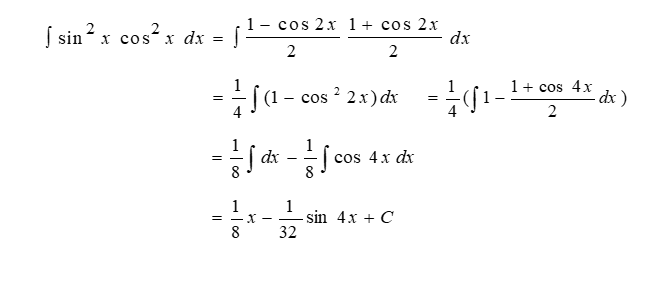 ∫ sin² x cos² x dx = ∫ (1 − cos 2x)/2 (1 + cos 2x)/2 dx
= 1/4 ∫ (1 − cos² 2x) dx = 1/4 (∫ 1 − (1 + cos 4x)/2 dx )
= 1/8 ∫ dx − 1/8 ∫ cos 4x dx
= 1/8 x − 1/32 sin 4x + C